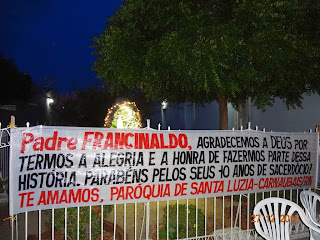 Padre FRANCINALDO, AGRADECEMOS A DEUS POR
TERMOS A ALEGRIA E A HONRA DE FAZERMOS PARTE DESSA
HISTÓRIA. PARABÉNS PELOS SEUS 10 ANOS DE SACERDÓCIO!
TE AMAMOS, PARÓQUIA DE SANTA LUZIA-CARNAUBAIS/RN